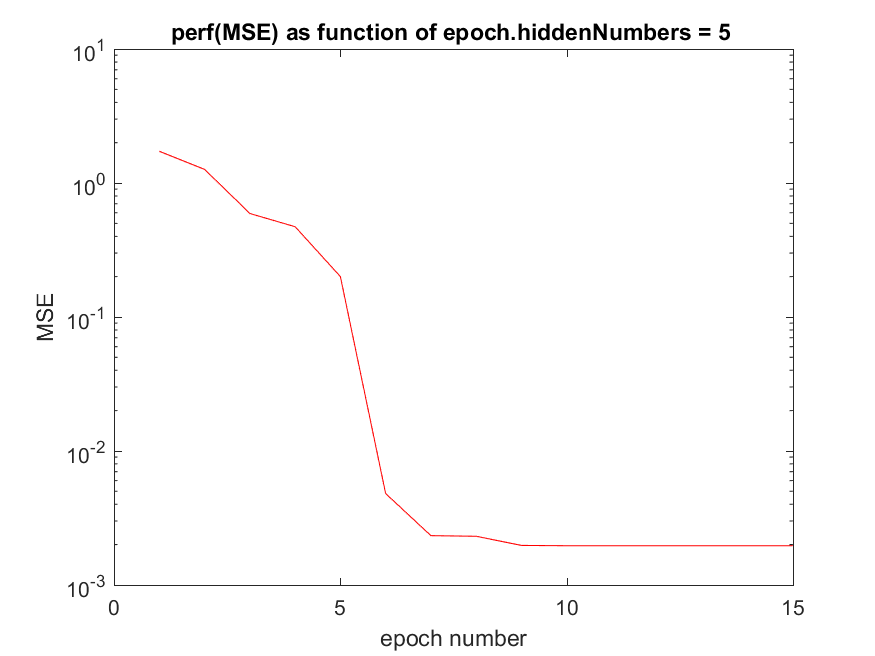 perf(MSE) as function of epoch.hiddenNumbers = 5
10^1
10^0
10^-1
10^-2
10^-3
MSE
0 5 10 15
epoch number